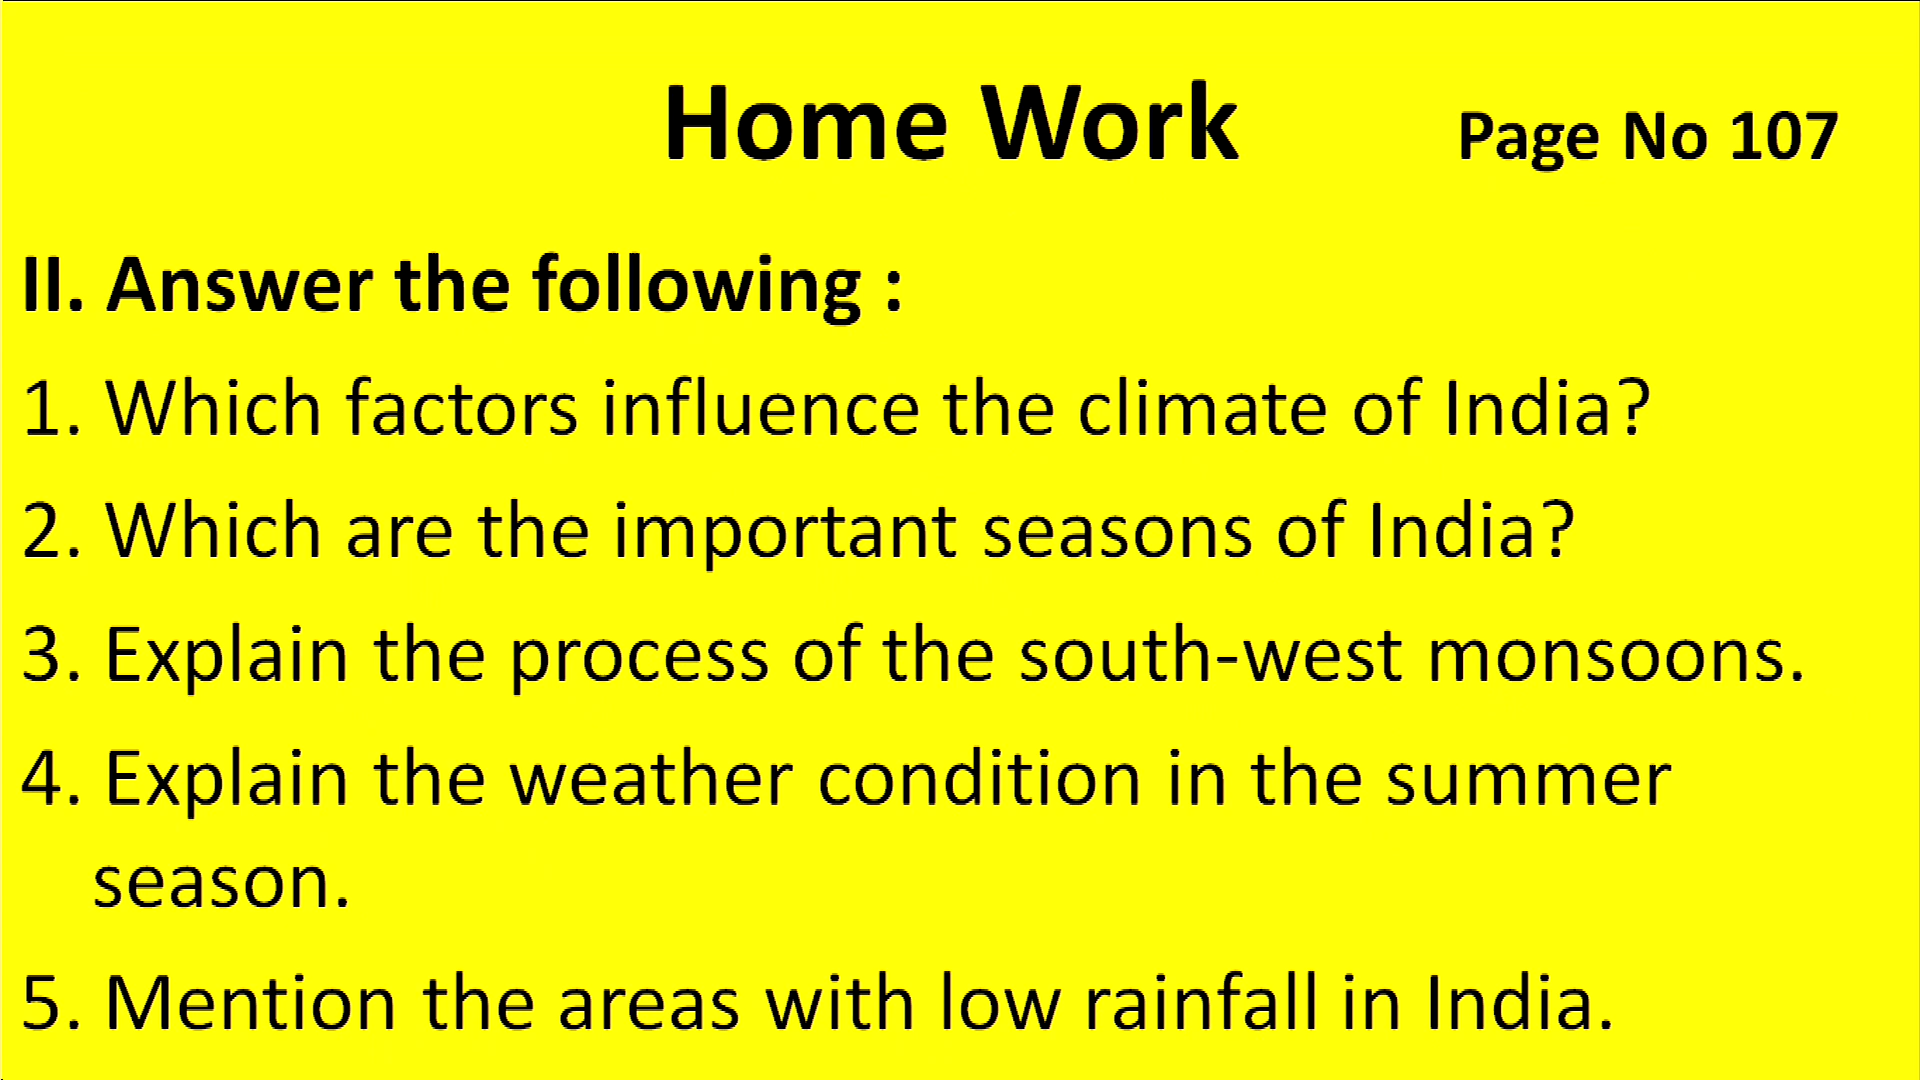 Home Work Page No 107
II. Answer the following :
1. Which factors influence the climate of India?
2. Which are the important seasons of India?
3. Explain the process of the south-west monsoons.
4. Explain the weather condition in the summer
season.
5. Mention the areas with low rainfall in India.